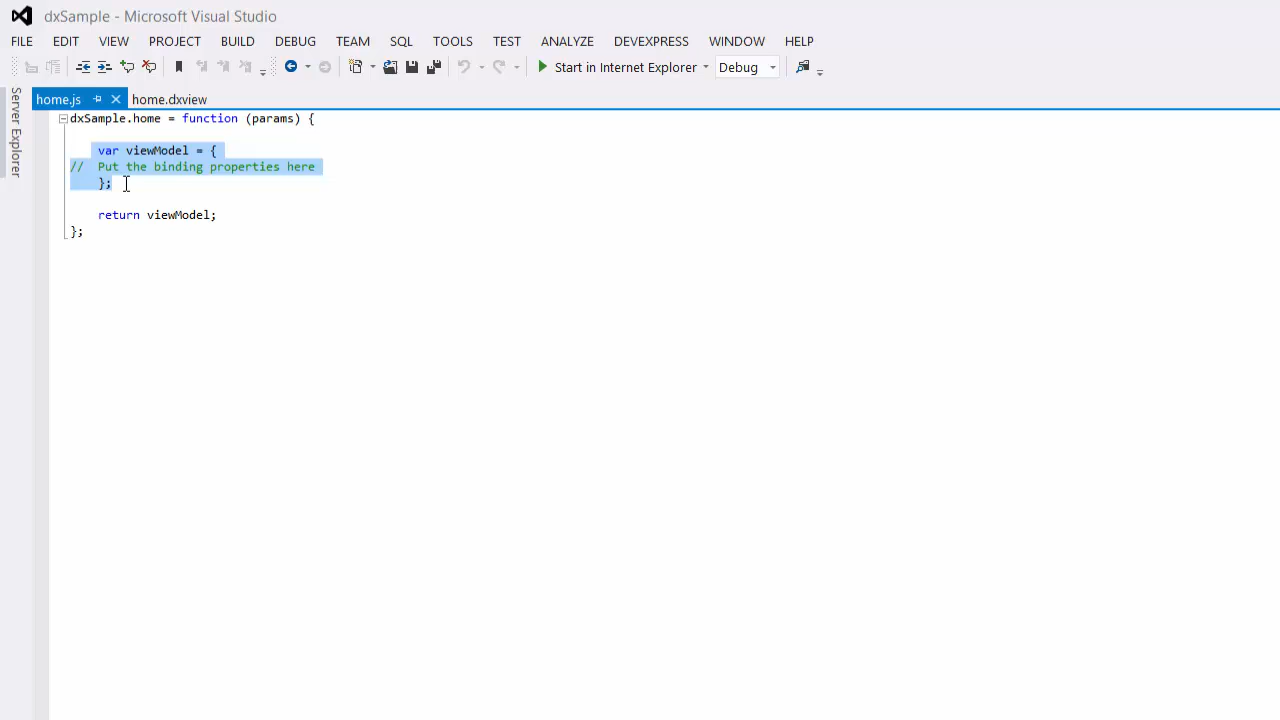 dxSample - Microsoft Visual Studio
FILE EDIT VIEW PROJECT BUILD DEBUG TEAM SQL TOOLS TEST ANALYZE DEVEXPRESS WINDOW HELP
Start in Internet Explorer Debug
Server Explorer
home.js home.dxview
dxSample.home = function (params) {
var viewModel = {
// Put the binding properties here
};
return viewModel;
};